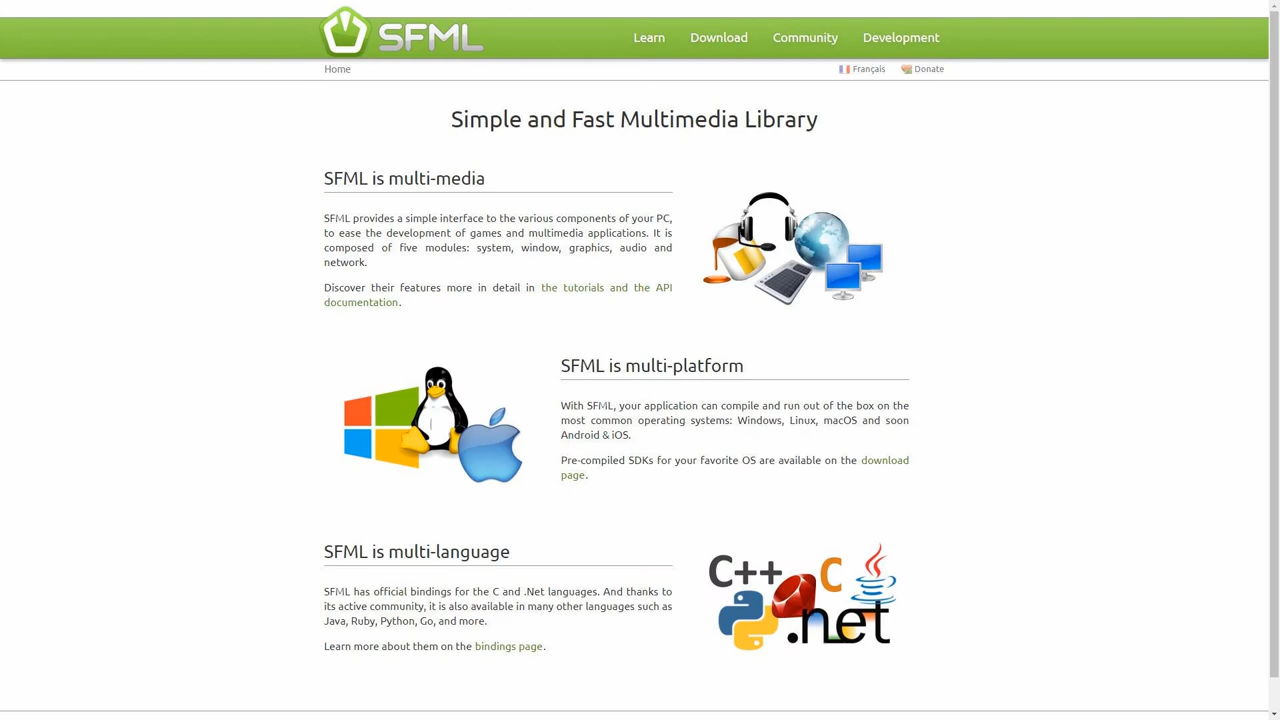 SFML
Learn Download Community Development
Home Français Donate
Simple and Fast Multimedia Library
SFML is multi-media
SFML provides a simple interface to the various components of your PC,
to ease the development of games and multimedia applications. It is
composed of five modules: system, window, graphics, audio and
network.
Discover their features more in detail in the tutorials and the API
documentation.
SFML is multi-platform
With SFML, your application can compile and run out of the box on the
most common operating systems: Windows, Linux, macOS and soon
Android & iOS.
Pre-compiled SDKs for your favorite OS are available on the download
page.
SFML is multi-language
SFML has official bindings for the C and .Net languages. And thanks to
its active community, it is also available in many other languages such as
Java, Ruby, Python, Go, and more.
Learn more about them on the bindings page.
C++ C
.net